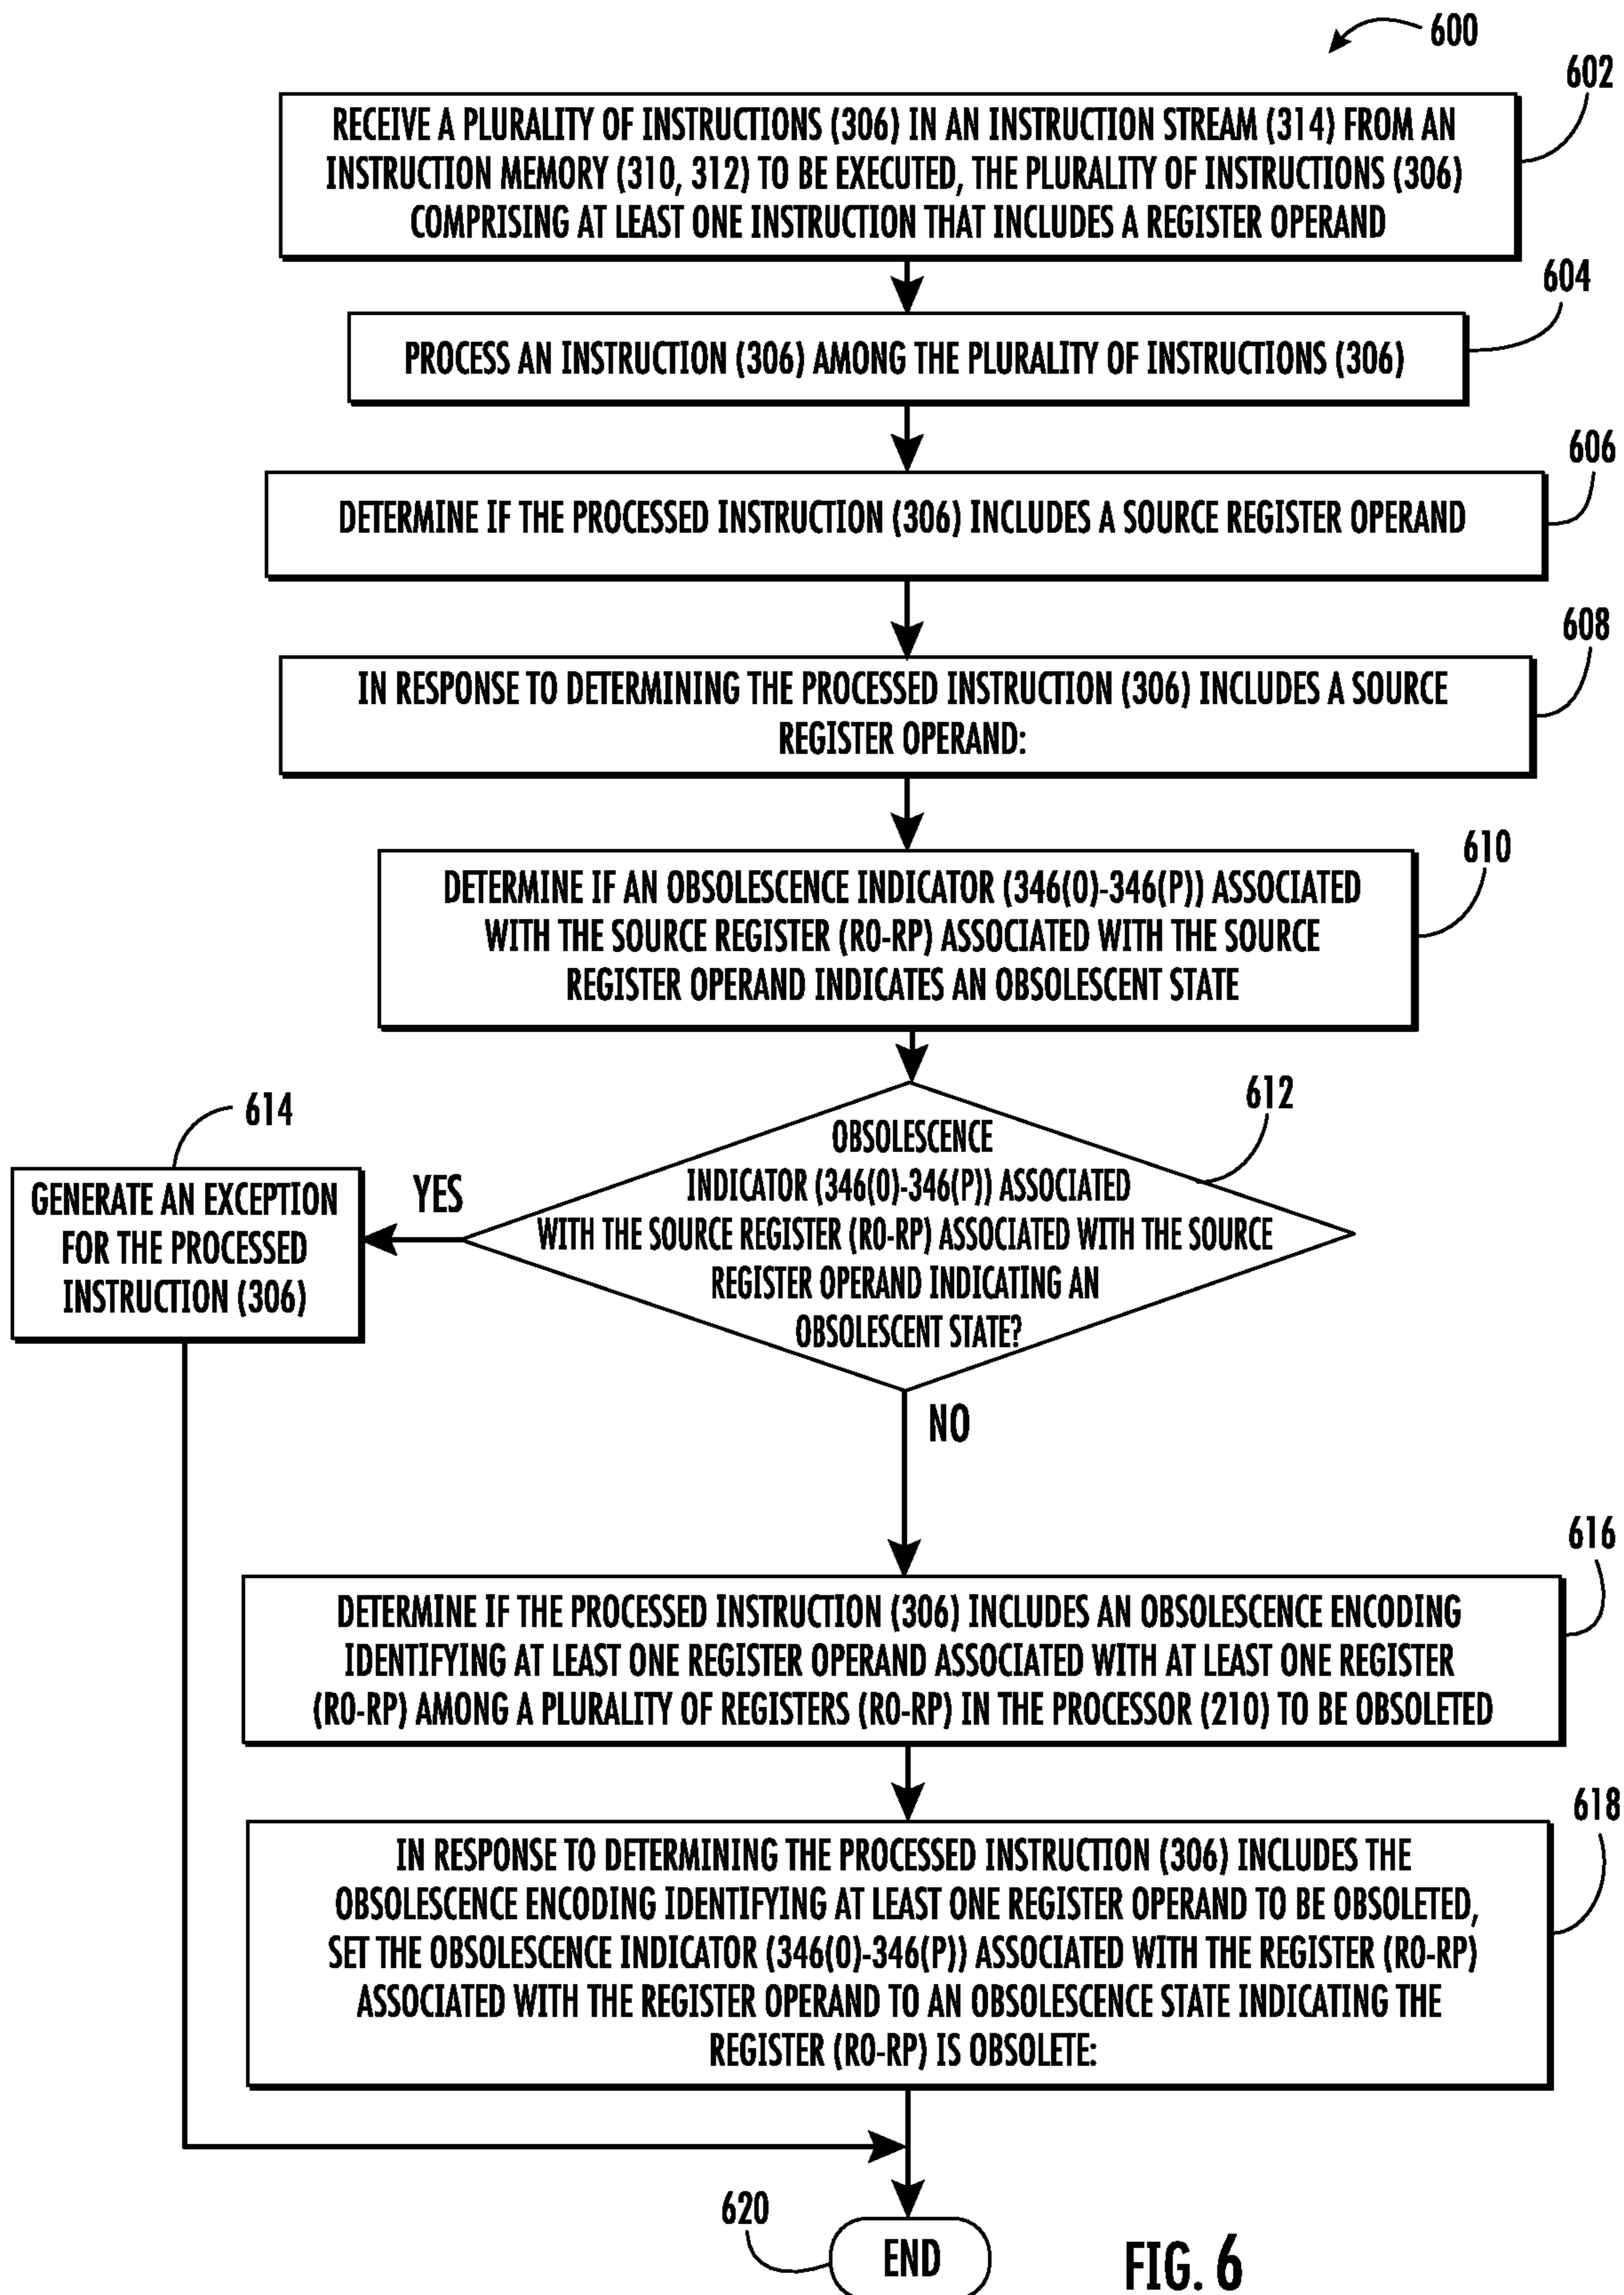 600
602
RECEIVE A PLURALITY OF INSTRUCTIONS (306) IN AN INSTRUCTION STREAM (314) FROM AN
INSTRUCTION MEMORY (310, 312) TO BE EXECUTED, THE PLURALITY OF INSTRUCTIONS (306)
COMPRISING AT LEAST ONE INSTRUCTION THAT INCLUDES A REGISTER OPERAND
604
PROCESS AN INSTRUCTION (306) AMONG THE PLURALITY OF INSTRUCTIONS (306)
606
DETERMINE IF THE PROCESSED INSTRUCTION (306) INCLUDES A SOURCE REGISTER OPERAND
608
IN RESPONSE TO DETERMINING THE PROCESSED INSTRUCTION (306) INCLUDES A SOURCE
REGISTER OPERAND:
610
DETERMINE IF AN OBSOLESCENCE INDICATOR (346(0)-346(P)) ASSOCIATED
WITH THE SOURCE REGISTER (R0-RP) ASSOCIATED WITH THE SOURCE
REGISTER OPERAND INDICATES AN OBSOLESCENT STATE
612
OBSOLESCENCE
INDICATOR (346(0)-346(P)) ASSOCIATED
WITH THE SOURCE REGISTER (R0-RP) ASSOCIATED WITH THE SOURCE
REGISTER OPERAND INDICATING AN
OBSOLESCENT STATE?
YES
614
GENERATE AN EXCEPTION
FOR THE PROCESSED
INSTRUCTION (306)
NO
616
DETERMINE IF THE PROCESSED INSTRUCTION (306) INCLUDES AN OBSOLESCENCE ENCODING
IDENTIFYING AT LEAST ONE REGISTER OPERAND ASSOCIATED WITH AT LEAST ONE REGISTER
(R0-RP) AMONG A PLURALITY OF REGISTERS (R0-RP) IN THE PROCESSOR (210) TO BE OBSOLETED
618
IN RESPONSE TO DETERMINING THE PROCESSED INSTRUCTION (306) INCLUDES THE
OBSOLESCENCE ENCODING IDENTIFYING AT LEAST ONE REGISTER OPERAND TO BE OBSOLETED,
SET THE OBSOLESCENCE INDICATOR (346(0)-346(P)) ASSOCIATED WITH THE REGISTER (R0-RP)
ASSOCIATED WITH THE REGISTER OPERAND TO AN OBSOLESCENCE STATE INDICATING THE
REGISTER (R0-RP) IS OBSOLETE:
620
END
FIG. 6